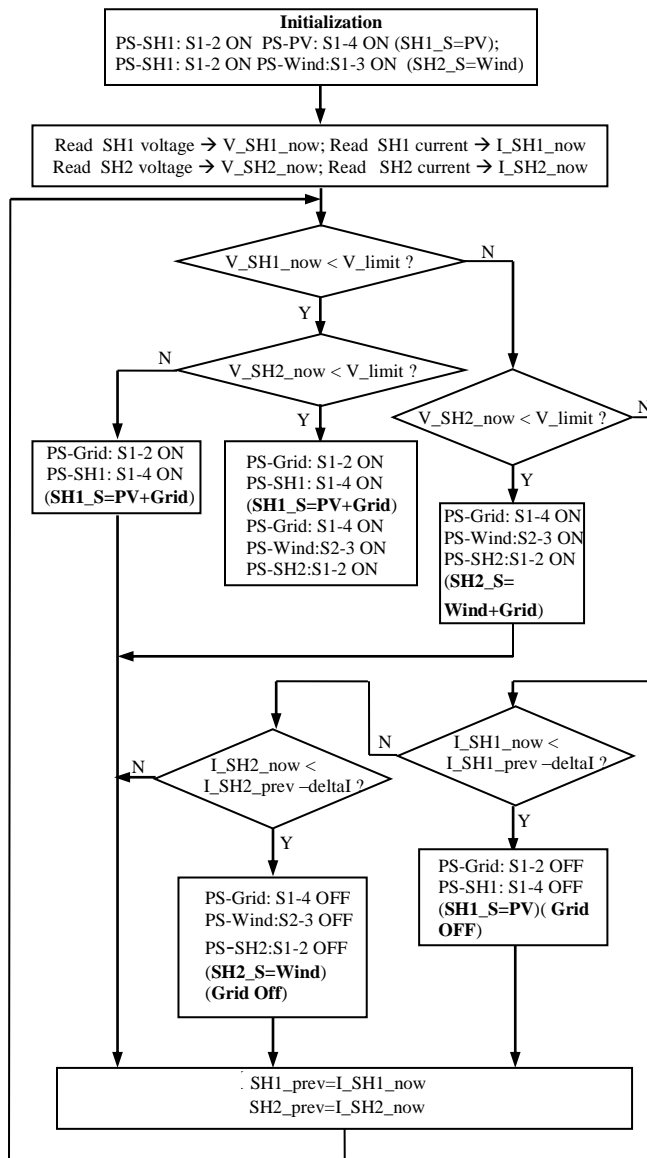 Initialization
PS-SH1: S1-2 ON PS-PV: S1-4 ON (SH1_S=PV);
PS-SH1: S1-2 ON PS-Wind:S1-3 ON (SH2_S=Wind)
Read SH1 voltage → V_SH1_now; Read SH1 current → I_SH1_now
Read SH2 voltage → V_SH2_now; Read SH2 current → I_SH2_now
V_SH1_now < V_limit ?
N
Y
N
V_SH2_now < V_limit ?
Y
V_SH2_now < V_limit ?
N
Y
PS-Grid: S1-2 ON
PS-SH1: S1-4 ON
(SH1_S=PV+Grid)
PS-Grid: S1-2 ON
PS-SH1: S1-4 ON
(SH1_S=PV+Grid)
PS-Grid: S1-4 ON
PS-Wind:S2-3 ON
PS-SH2:S1-2 ON
PS-Grid: S1-4 ON
PS-Wind:S2-3 ON
PS-SH2:S1-2 ON
(SH2_S=
Wind+Grid)
N
I_SH2_now <
I_SH2_prev –deltaI ?
Y
N
I_SH1_now <
I_SH1_prev –deltaI ?
Y
PS-Grid: S1-4 OFF
PS-Wind:S2-3 OFF
PS-SH2:S1-2 OFF
(SH2_S=Wind)
(Grid Off)
PS-Grid: S1-2 OFF
PS-SH1: S1-4 OFF
(SH1_S=PV)( Grid
OFF)
SH1_prev=I_SH1_now
SH2_prev=I_SH2_now